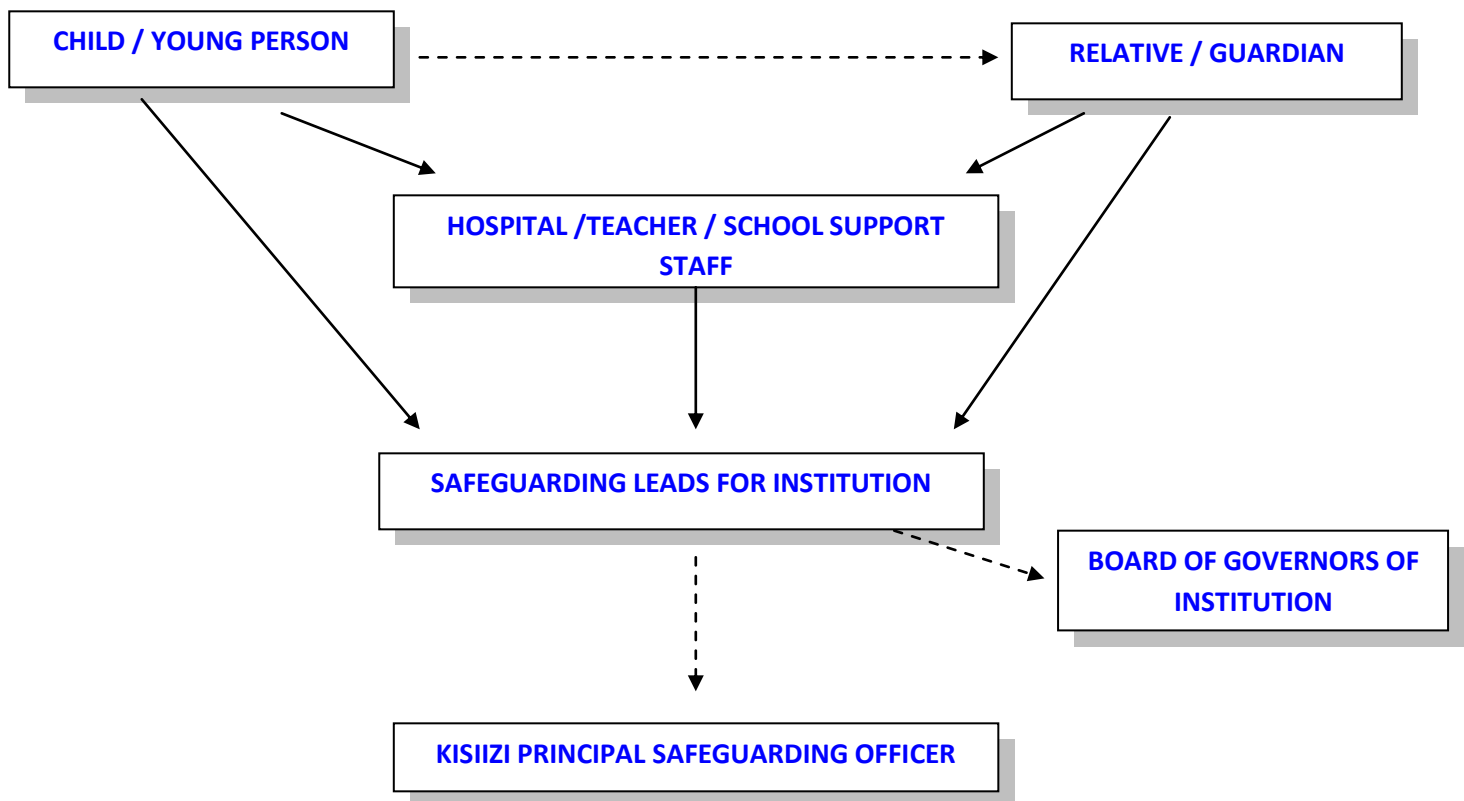 CHILD / YOUNG PERSON
RELATIVE / GUARDIAN
HOSPITAL /TEACHER / SCHOOL SUPPORT
STAFF
SAFEGUARDING LEADS FOR INSTITUTION
BOARD OF GOVERNORS OF
INSTITUTION
KISIIZI PRINCIPAL SAFEGUARDING OFFICER